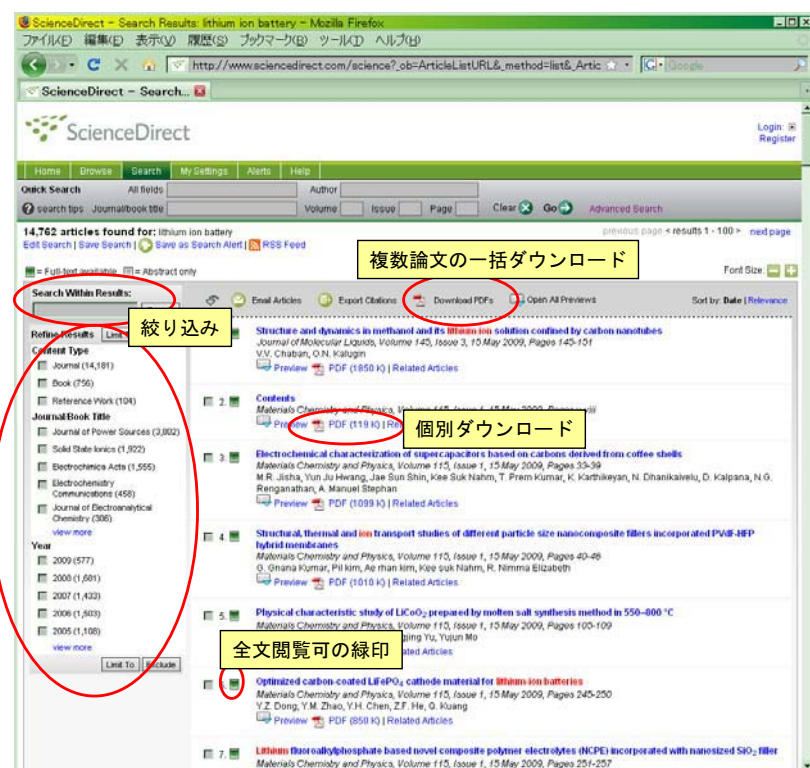 ScienceDirect - Search Results: lithium ion battery - Mozilla Firefox
ファイル(F) 編集(E) 表示(V) 履歴(S) ブックマーク(B) ツール(T) ヘルプ(H)
http://www.sciencedirect.com/science?_ob=ArticleListURL&_method=list&_Artic
Google
ScienceDirect - Search...
ScienceDirect
Login:
Register
Home Browse Search My Settings Alerts Help
Quick Search All fields Author
search tips Journal/book title Volume Issue Page Clear Go Advanced Search
14,762 articles found for: lithium ion battery
previous page < results 1 - 100 > next page
Edit Search | Save Search | Save as Search Alert | RSS Feed
複数論文の一括ダウンロード
= Full-text available = Abstract only
Font Size:
Search Within Results:
Email Articles Export Citations Download PDFs Open All Previews Sort by: Date | Relevance
絞り込み
Refine Results
Content Type
Journal (14,181)
Book (756)
Reference Work (104)
Journal/Book Title
Journal of Power Sources (3,802)
Solid State Ionics (1,922)
Electrochimica Acta (1,555)
Electrochemistry
Communications (458)
Journal of Electroanalytical
Chemistry (306)
view more
Year
2009 (577)
2008 (1,681)
2007 (1,433)
2006 (1,503)
2005 (1,108)
view more
Limit To Exclude
Structure and dynamics in methanol and its lithium ion solution confined by carbon nanotubes
Journal of Molecular Liquids, Volume 145, Issue 3, 15 May 2009, Pages 145-151
V.V. Chaban, O.N. Kalugin
Preview PDF (1850 K) | Related Articles
2. Contents
Materials Chemistry and Physics,
Preview PDF (119 K) |
個別ダウンロード
3. Electrochemical characterization of supercapacitors based on carbons derived from coffee shells
Materials Chemistry and Physics, Volume 115, Issue 1, 15 May 2009, Pages 33-39
M.R. Jisha, Yun Ju Hwang, Jae Sun Shin, Kee Suk Nahm, T. Prem Kumar, K. Karthikeyan, N. Dhanikaivelu, D. Kalpana, N.G.
Renganathan, A. Manuel Stephan
Preview PDF (1099 K) | Related Articles
4. Structural, thermal and ion transport studies of different particle size nanocomposite fillers incorporated PVdF-HFP
hybrid membranes
Materials Chemistry and Physics, Volume 115, Issue 1, 15 May 2009, Pages 40-46
G. Gnana Kumar, Pil kim, Ae rhan kim, Kee suk Nahm, R. Nimma Elizabeth
Preview PDF (1010 K) | Related Articles
5. Physical characteristic study of LiCoO₂ prepared by molten salt synthesis method in 550–800 °C
Materials Chemistry and Physics, Volume 115, Issue 1, 15 May 2009, Pages 105-109
Yu, Yujun Mo
Related Articles
全文閲覧可の緑印
Optimized carbon-coated LiFePO₄ cathode material for lithium-ion batteries
Materials Chemistry and Physics, Volume 115, Issue 1, 15 May 2009, Pages 245-250
Y.Z. Dong, Y.M. Zhao, Y.H. Chen, Z.F. He, Q. Kuang
Preview PDF (850 K) | Related Articles
7. Lithium fluoroalkylphosphate based novel composite polymer electrolytes (NCPE) incorporated with nanosized SiO₂ filler
Materials Chemistry and Physics, Volume 115, Issue 1, 15 May 2009, Pages 251-257